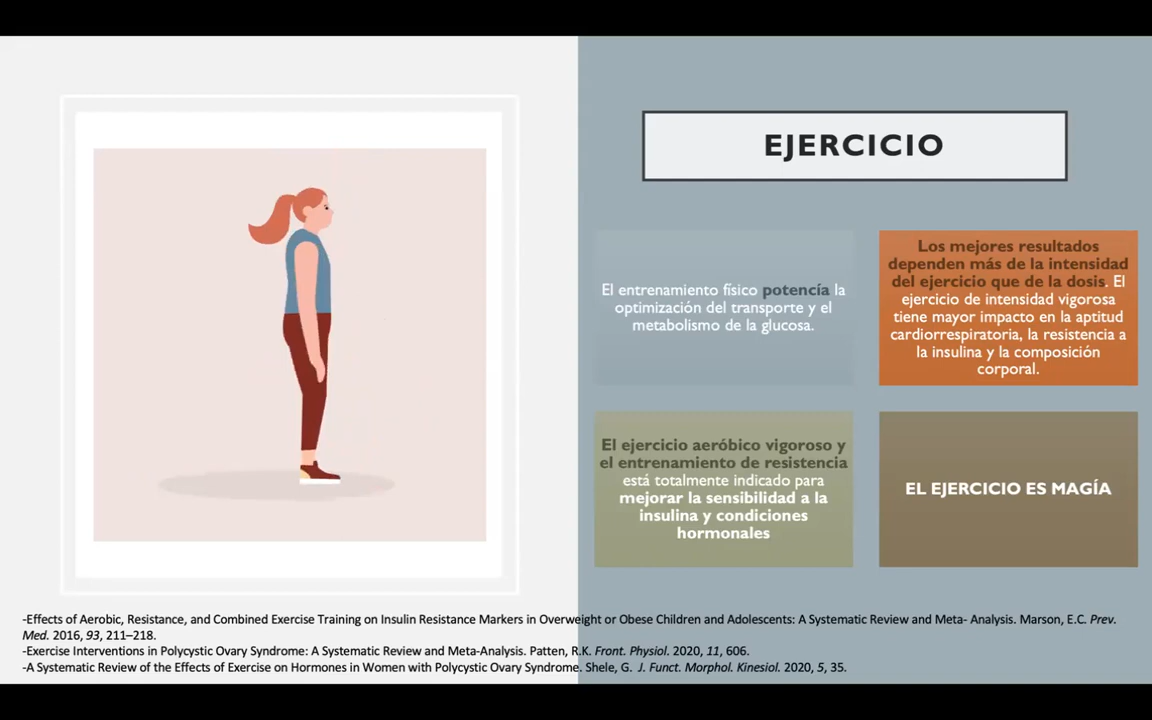 EJERCICIO
El entrenamiento físico potencía la
optimización del transporte y el
metabolismo de la glucosa.
Los mejores resultados
dependen más de la intensidad
del ejercicio que de la dosis. El
ejercicio de intensidad vigorosa
tiene mayor impacto en la aptitud
cardiorrespiratoria, la resistencia a
la insulina y la composición
corporal.
El ejercicio aeróbico vigoroso y
el entrenamiento de resistencia
está totalmente indicado para
mejorar la sensibilidad a la
insulina y condiciones
hormonales
EL EJERCICIO ES MAGÍA
-Effects of Aerobic, Resistance, and Combined Exercise Training on Insulin Resistance Markers in Overweight or Obese Children and Adolescents: A Systematic Review and Meta- Analysis. Marson, E.C. Prev.
Med. 2016, 93, 211–218.
-Exercise Interventions in Polycystic Ovary Syndrome: A Systematic Review and Meta-Analysis. Patten, R.K. Front. Physiol. 2020, 11, 606.
-A Systematic Review of the Effects of Exercise on Hormones in Women with Polycystic Ovary Syndrome. Shele, G. J. Funct. Morphol. Kinesiol. 2020, 5, 35.